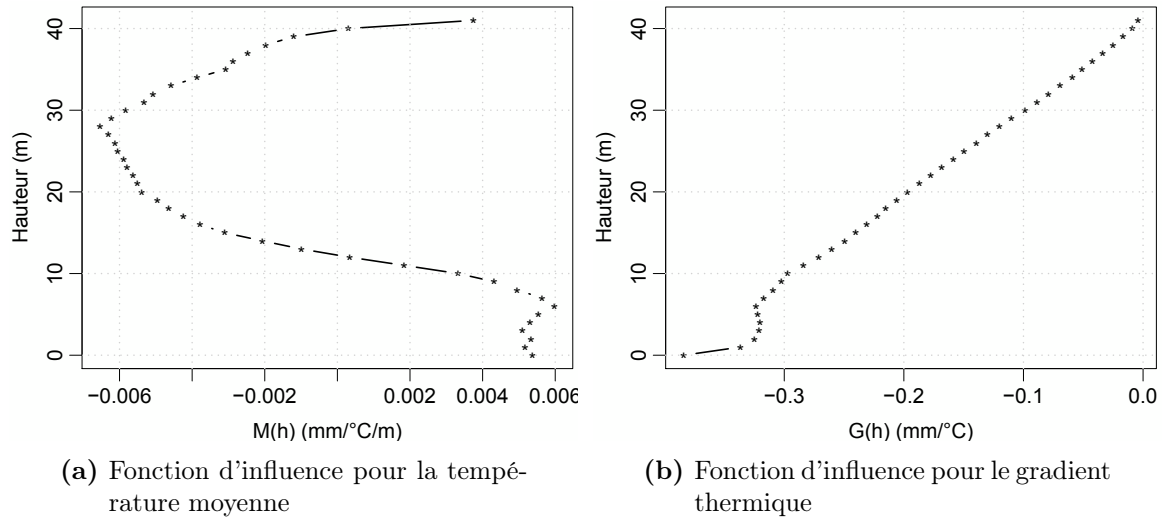 Hauteur (m)
40
30
20
10
0
−0.006
−0.002
0.002
0.004
0.006
M(h) (mm/°C/m)
(a) Fonction d'influence pour la tempé-
rature moyenne
Hauteur (m)
40
30
20
10
0
−0.3
−0.2
−0.1
0.0
G(h) (mm/°C)
(b) Fonction d'influence pour le gradient
thermique